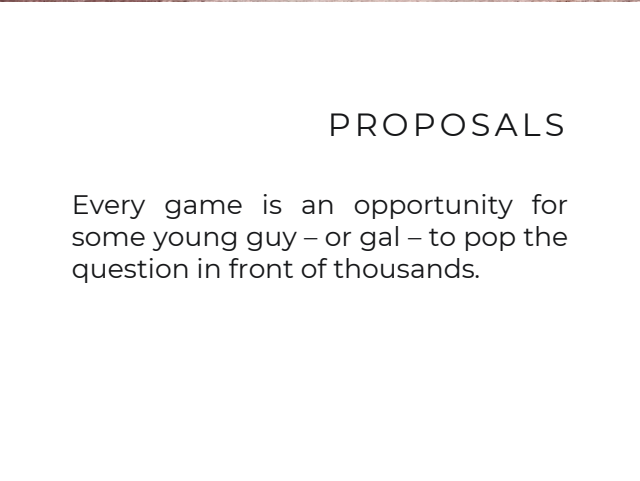 PROPOSALS
Every game is an opportunity for
some young guy – or gal – to pop the
question in front of thousands.